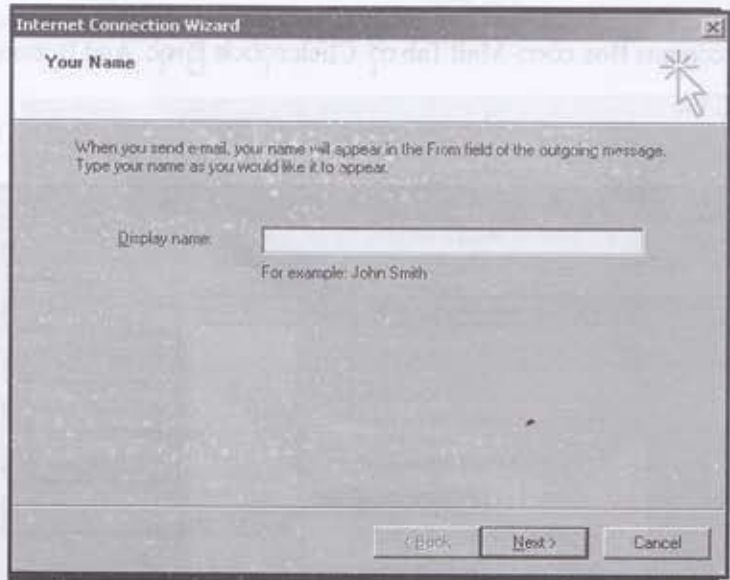 Internet Connection Wizard
Your Name
When you send e-mail, your name will appear in the From field of the outgoing message.
Type your name as you would like it to appear.
Display name:
For example: John Smith
< Back
Next >
Cancel